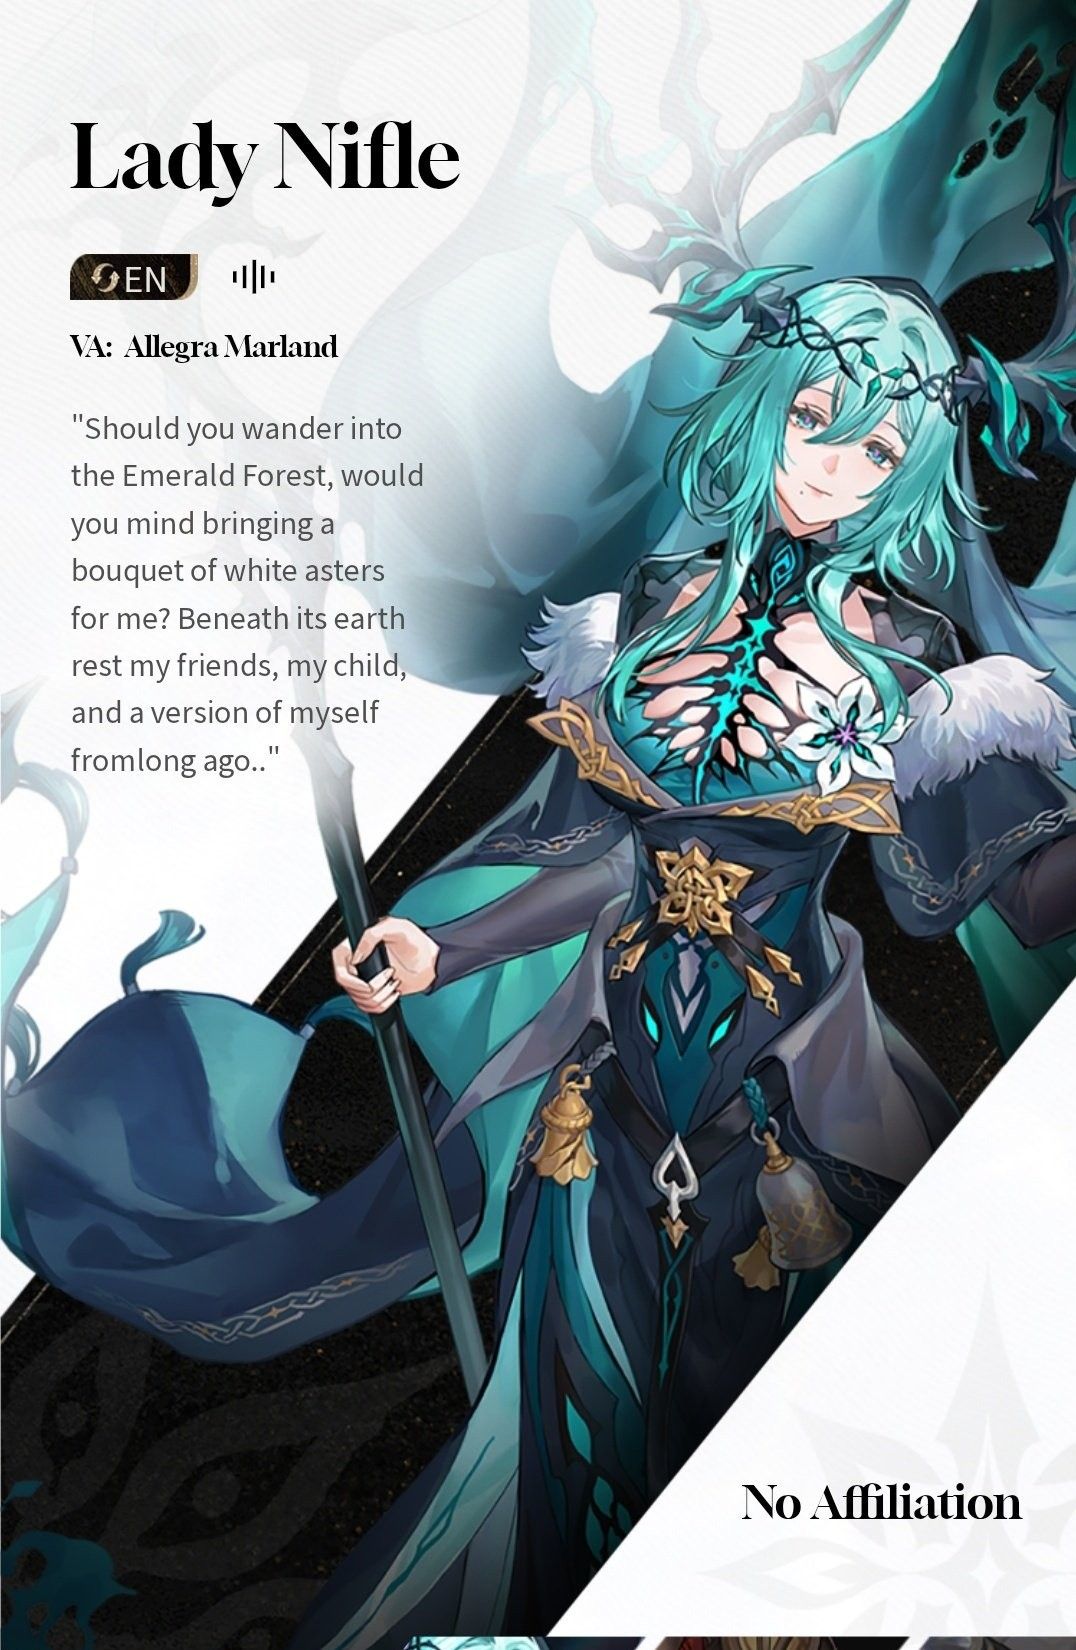 Lady Nifle
EN
VA: Allegra Marland
"Should you wander into
the Emerald Forest, would
you mind bringing a
bouquet of white asters
for me? Beneath its earth
rest my friends, my child,
and a version of myself
fromlong ago.."
No Affiliation